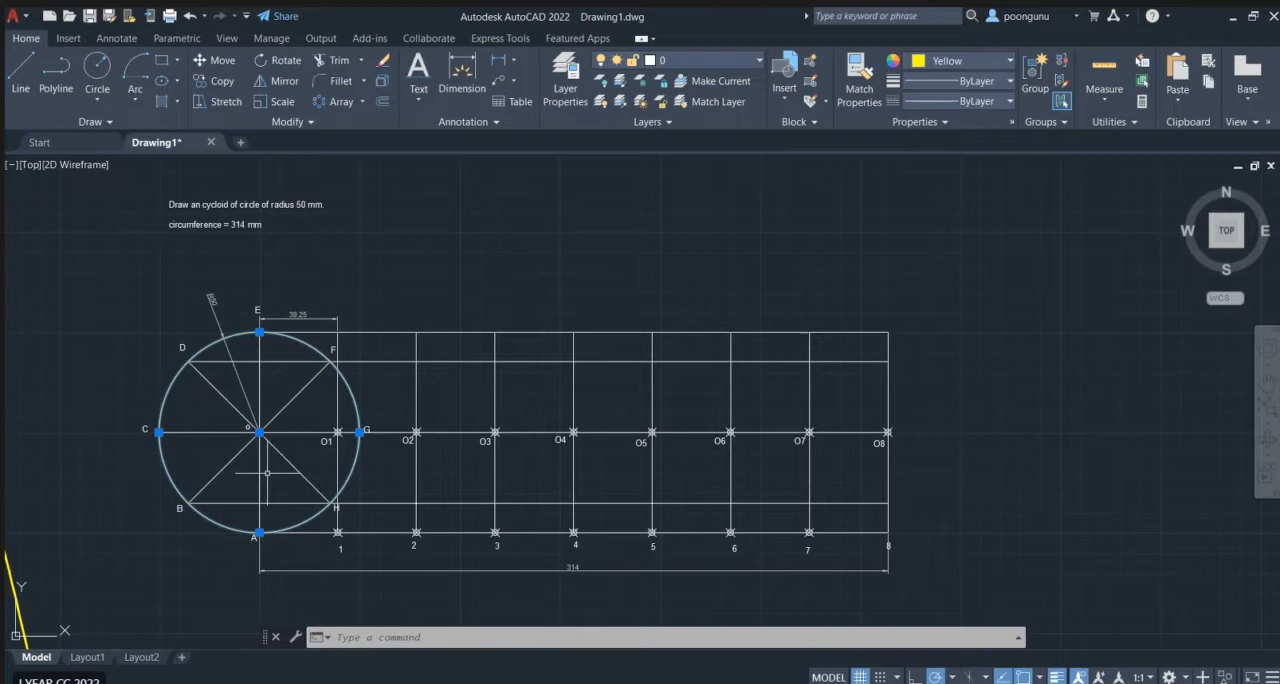 Share
Autodesk AutoCAD 2022 Drawing1.dwg
Type a keyword or phrase
poongunu
Home Insert Annotate Parametric View Manage Output Add-ins Collaborate Express Tools Featured Apps
Line Polyline Circle Arc
Move Rotate Trim
Copy Mirror Fillet
Stretch Scale Array
Text Dimension Table
Layer Properties
0
Make Current
Match Layer
Insert
Match Properties
Yellow
ByLayer
ByLayer
Group
Measure
Paste
Base
Draw Modify Annotation Layers Block Properties Groups Utilities Clipboard View
Start Drawing1*
[−][Top][2D Wireframe]
N
W TOP E
S
WCS
Draw an cycloid of circle of radius 50 mm.
circumference = 314 mm
E
39,25
D F
C o G
O1 O2 O3 O4 O5 O6 O7 O8
B H
A
1 2 3 4 5 6 7 8
314
Y
X
Type a command
Model Layout1 Layout2
MODEL 1:1
I YEAR CG 2022